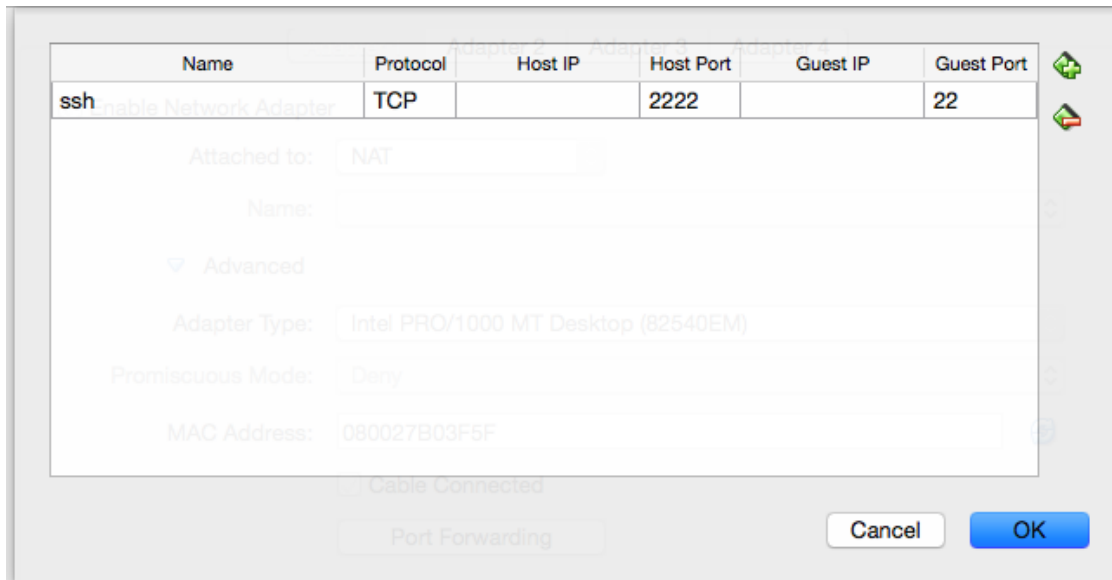 Adapter 2 Adapter 3 Adapter 4
Name Protocol Host IP Host Port Guest IP Guest Port
ssh TCP 2222 22
Enable Network Adapter
Attached to: NAT
Name:
Advanced
Adapter Type: Intel PRO/1000 MT Desktop (82540EM)
Promiscuous Mode: Deny
MAC Address: 080027B03F5F
Cable Connected
Port Forwarding
Cancel OK